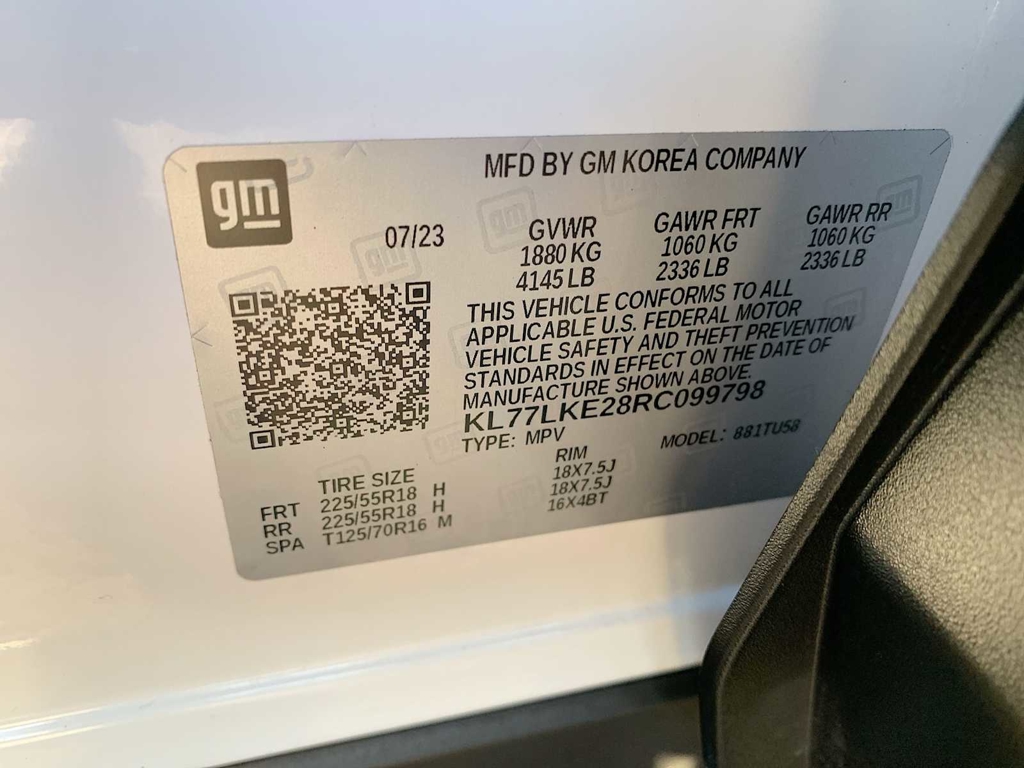 gm
MFD BY GM KOREA COMPANY
07/23
GVWR GAWR FRT GAWR RR
1880 KG 1060 KG 1060 KG
4145 LB 2336 LB 2336 LB
THIS VEHICLE CONFORMS TO ALL
APPLICABLE U.S. FEDERAL MOTOR
VEHICLE SAFETY AND THEFT PREVENTION
STANDARDS IN EFFECT ON THE DATE OF
MANUFACTURE SHOWN ABOVE.
KL77LKE28RC099798
TYPE: MPV MODEL: 881TU58
TIRE SIZE RIM
FRT 225/55R18 H 18X7.5J
RR 225/55R18 H 18X7.5J
SPA T125/70R16 M 16X4BT